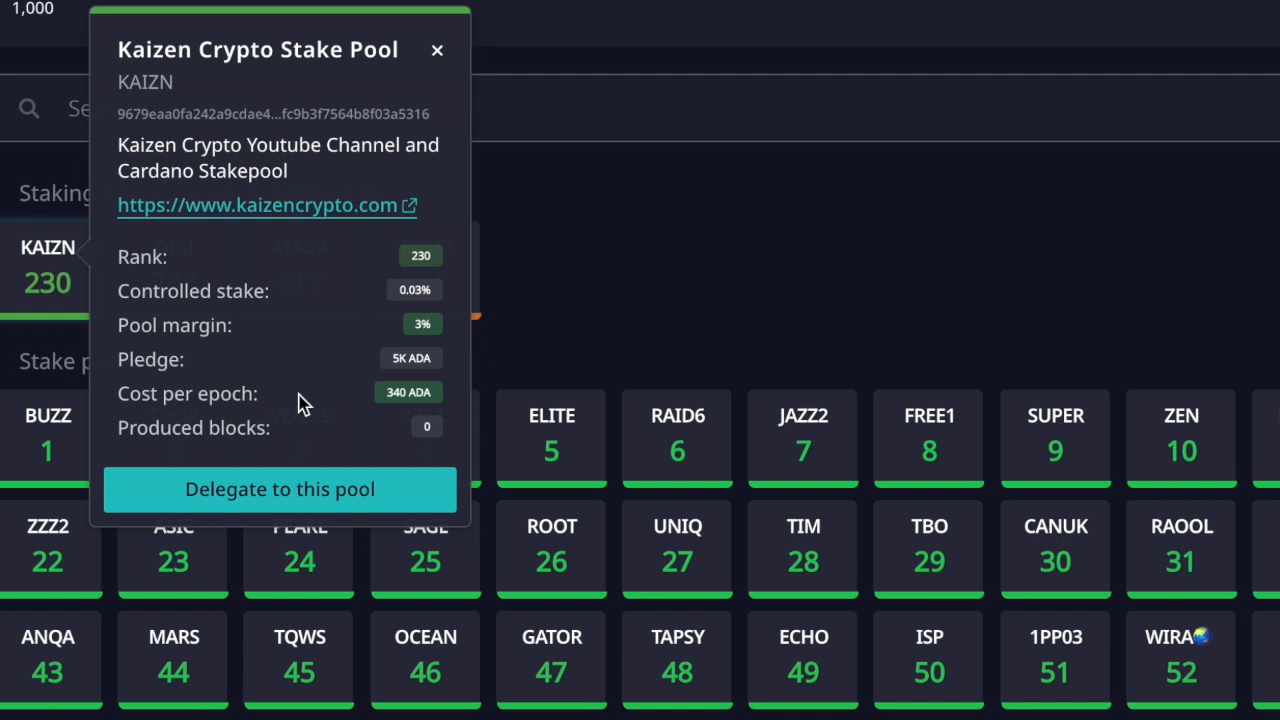 1,000
Kaizen Crypto Stake Pool
KAIZN
9679eaa0fa242a9cdae4...fc9b3f7564b8f03a5316
Kaizen Crypto Youtube Channel and
Cardano Stakepool
https://www.kaizencrypto.com
Rank: 230
Controlled stake: 0.03%
Pool margin: 3%
Pledge: 5K ADA
Cost per epoch: 340 ADA
Produced blocks: 0
Delegate to this pool
Se
Staking
KAIZN
230
ATADA
Stake p
BUZZ ELITE RAID6 JAZZ2 FREE1 SUPER ZEN
1 5 6 7 8 9 10
ZZZ2 ASIC PEARL SAGE ROOT UNIQ TIM TBO CANUK RAOOL
22 23 24 25 26 27 28 29 30 31
ANQA MARS TQWS OCEAN GATOR TAPSY ECHO ISP 1PP03 WIRA🌏
43 44 45 46 47 48 49 50 51 52